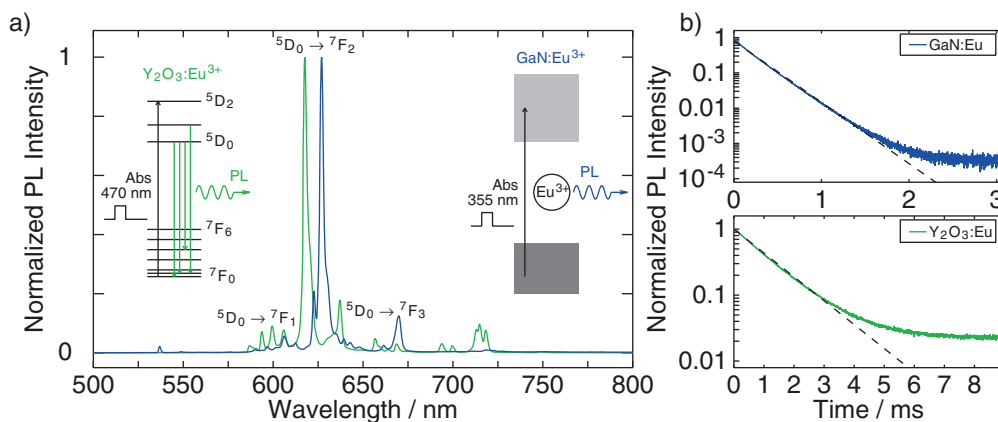 a)
Normalized PL Intensity
1
0
⁵D₀ → ⁷F₂
Y₂O₃:Eu³⁺
⁵D₂
⁵D₀
Abs
470 nm
PL
⁷F₆
⁷F₀
⁵D₀ → ⁷F₁
⁵D₀ → ⁷F₃
GaN:Eu³⁺
Abs
355 nm
Eu³⁺
PL
500 550 600 650 700 750 800
Wavelength / nm
b)
Normalized PL Intensity
GaN:Eu
1
0.1
0.01
10⁻³
10⁻⁴
0 1 2 3
Y₂O₃:Eu
1
0.1
0.01
0 1 2 3 4 5 6 7 8
Time / ms